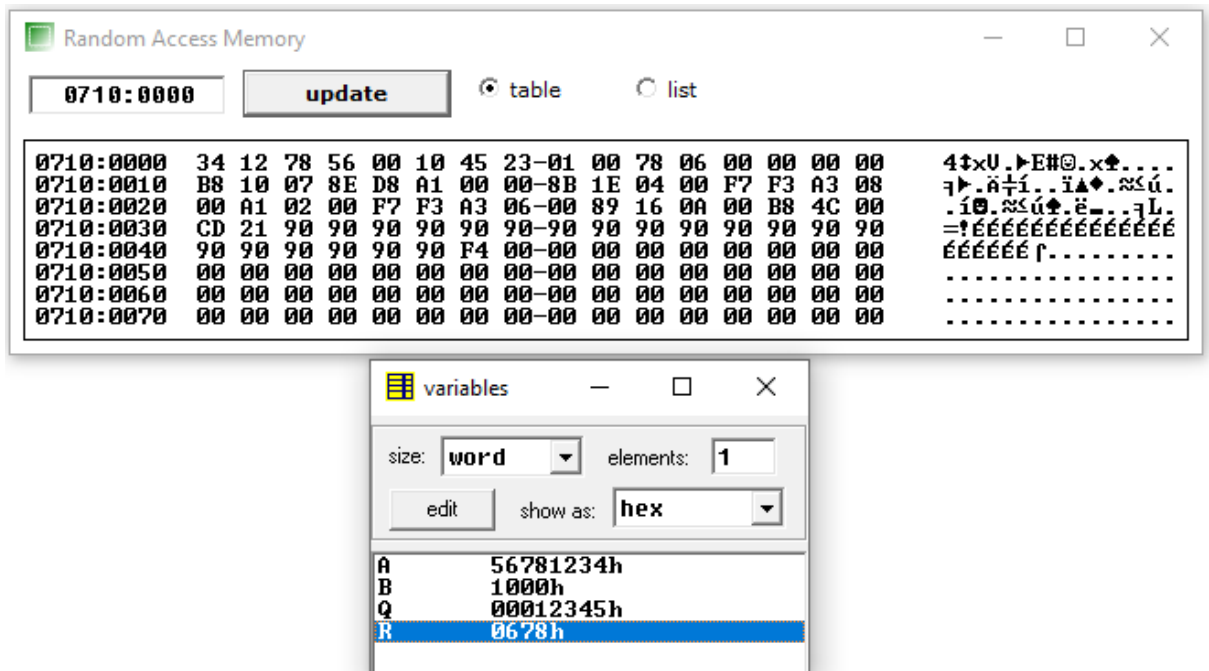 Random Access Memory
0710:0000 update table list
0710:0000 34 12 78 56 00 10 45 23-01 00 78 06 00 00 00 00 4‡xV.►E#☺.x♠....
0710:0010 B8 10 07 8E D8 A1 00 00-8B 1E 04 00 F7 F3 A3 08 ╕►.Ä╪í..ï▲♦.≈≤ú.
0710:0020 00 A1 02 00 F7 F3 A3 06-00 89 16 0A 00 B8 4C 00 .í☻.≈≤ú♠.ë▬..╕L.
0710:0030 CD 21 90 90 90 90 90 90-90 90 90 90 90 90 90 90 =!ÉÉÉÉÉÉÉÉÉÉÉÉÉÉ
0710:0040 90 90 90 90 90 90 F4 00-00 00 00 00 00 00 00 00 ÉÉÉÉÉÉ⌠.........
0710:0050 00 00 00 00 00 00 00 00-00 00 00 00 00 00 00 00 ................
0710:0060 00 00 00 00 00 00 00 00-00 00 00 00 00 00 00 00 ................
0710:0070 00 00 00 00 00 00 00 00-00 00 00 00 00 00 00 00 ................
variables
size: word elements: 1
edit show as: hex
A 56781234h
B 1000h
Q 00012345h
R 0678h